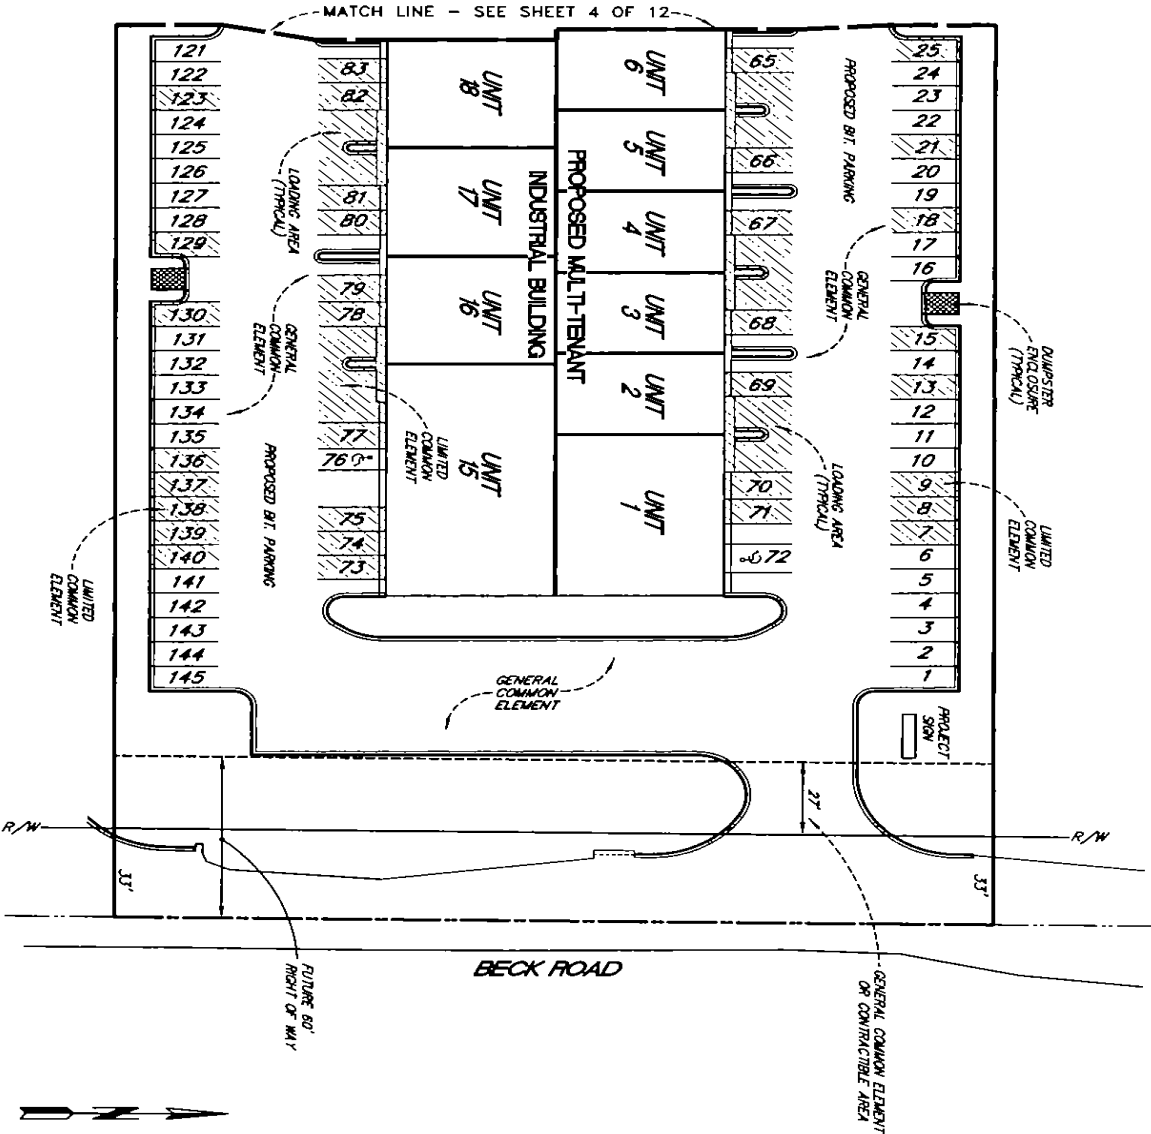 MATCH LINE - SEE SHEET 4 OF 12
121
122
123
124
125
126
127
128
129
130
131
132
133
134
135
136
137
138
139
140
141
142
143
144
145
83
82
81
80
79
78
77
76
75
74
73
LOADING AREA
(TYPICAL)
GENERAL
COMMON
ELEMENT
LIMITED
COMMON
ELEMENT
PROPOSED BIT. PARKING
LIMITED
COMMON
ELEMENT
UNIT
18
UNIT
17
UNIT
16
UNIT
15
PROPOSED MULTI-TENANT
INDUSTRIAL BUILDING
UNIT
6
UNIT
5
UNIT
4
UNIT
3
UNIT
2
UNIT
1
65
66
67
68
69
70
71
72
PROPOSED BIT. PARKING
GENERAL
COMMON
ELEMENT
LOADING AREA
(TYPICAL)
25
24
23
22
21
20
19
18
17
16
15
14
13
12
11
10
9
8
7
6
5
4
3
2
1
DUMPSTER
ENCLOSURE
(TYPICAL)
LIMITED
COMMON
ELEMENT
GENERAL
COMMON
ELEMENT
PROJECT
SIGN
27'
R/W
R/W
33'
33'
BECK ROAD
FUTURE 60'
RIGHT OF WAY
GENERAL COMMON ELEMENT
OR CONTRACTIBLE AREA
N